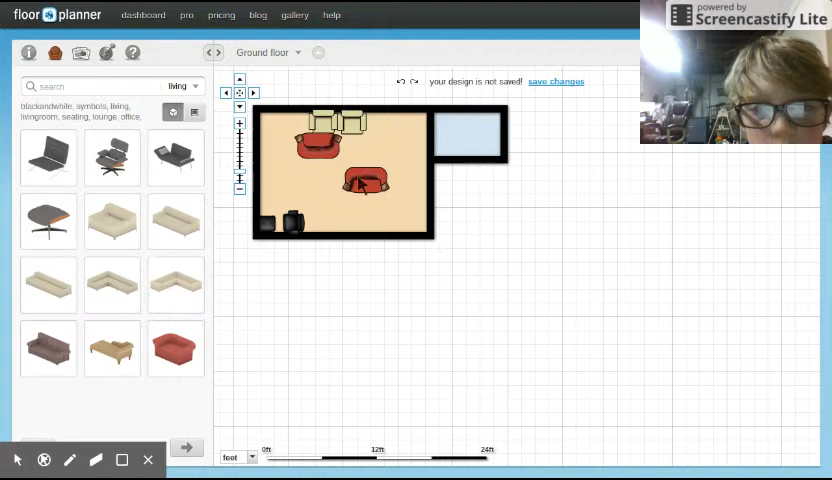 floor planner dashboard pro pricing blog gallery help
powered by
Screencastify Lite
Ground floor
your design is not saved! save changes
search living
blackandwhite, symbols, living,
livingroom, seating, lounge, office,
feet 0ft 12ft 24ft